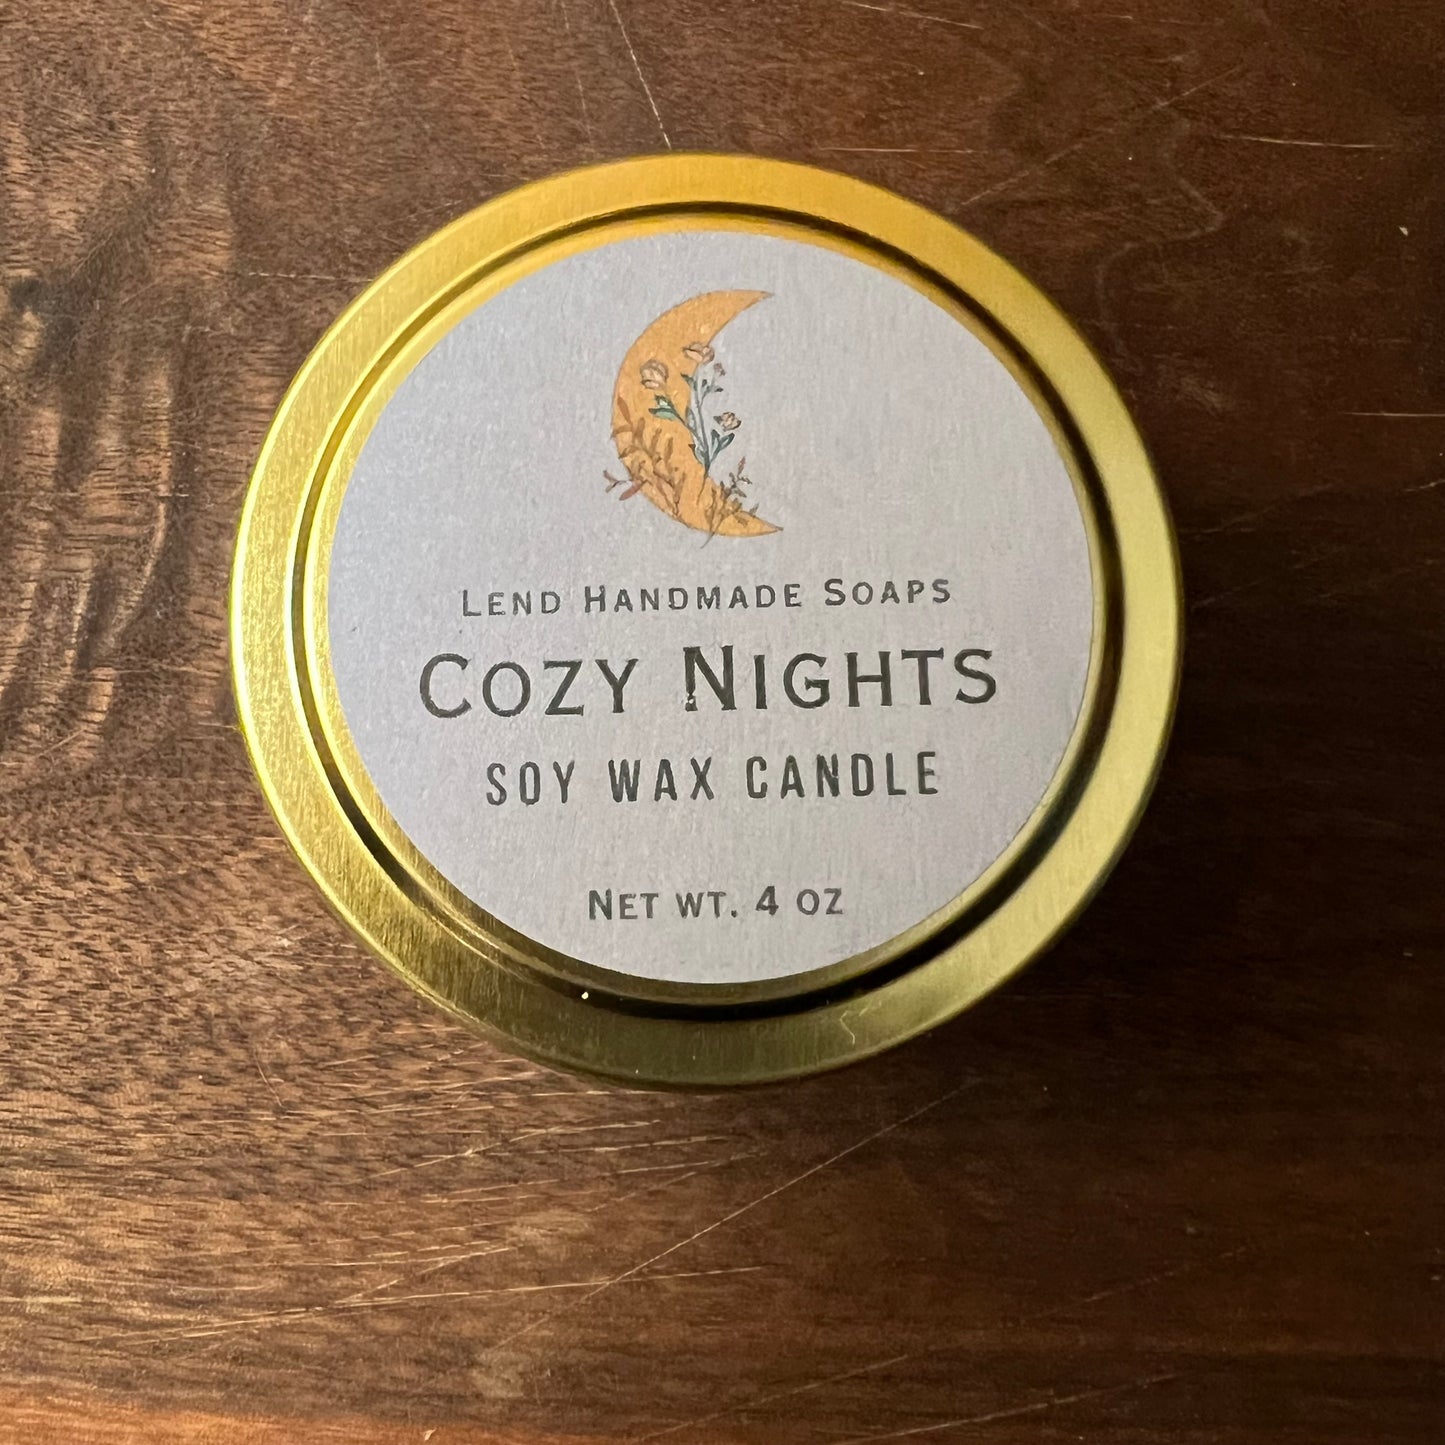 Lend Handmade Soaps
Cozy Nights
SOY WAX CANDLE
Net wt. 4 oz